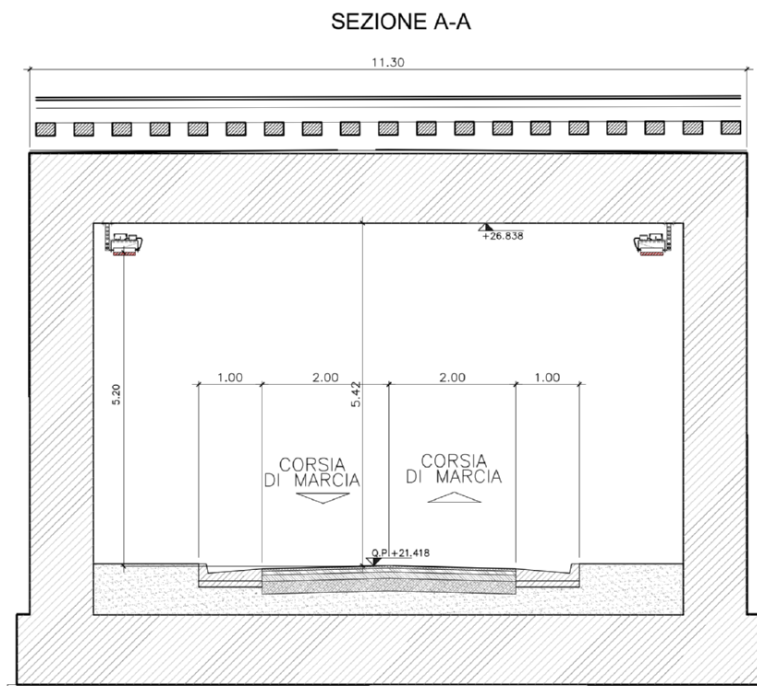 SEZIONE A-A
11.30
+26.838
5.20
1.00
2.00
5.42
2.00
1.00
CORSIA
DI MARCIA
CORSIA
DI MARCIA
Q.P. +21.418